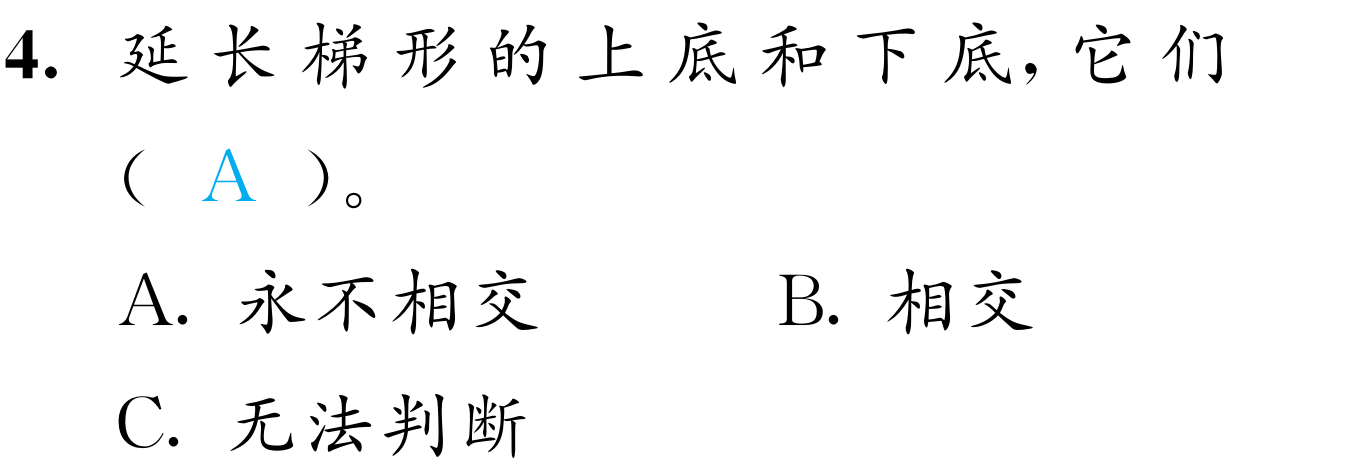 4. 延长梯形的上底和下底,它们
( A )。
A. 永不相交 B. 相交
C. 无法判断